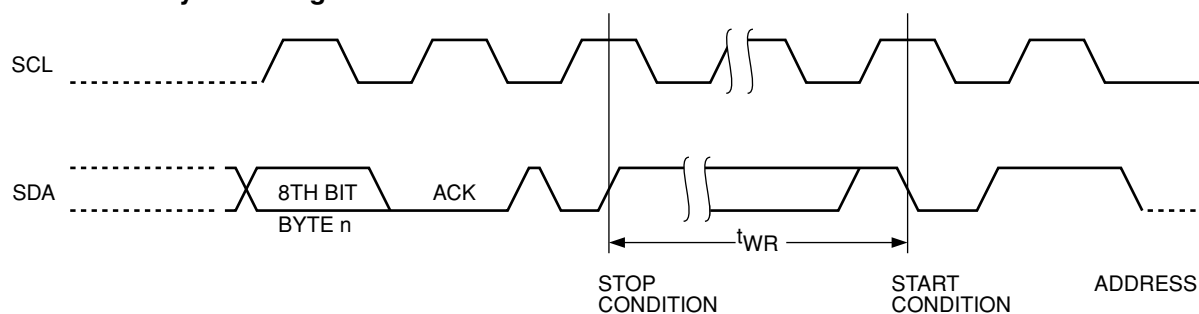 SCL
SDA
8TH BIT
ACK
BYTE n
tWR
STOP
CONDITION
START
CONDITION
ADDRESS